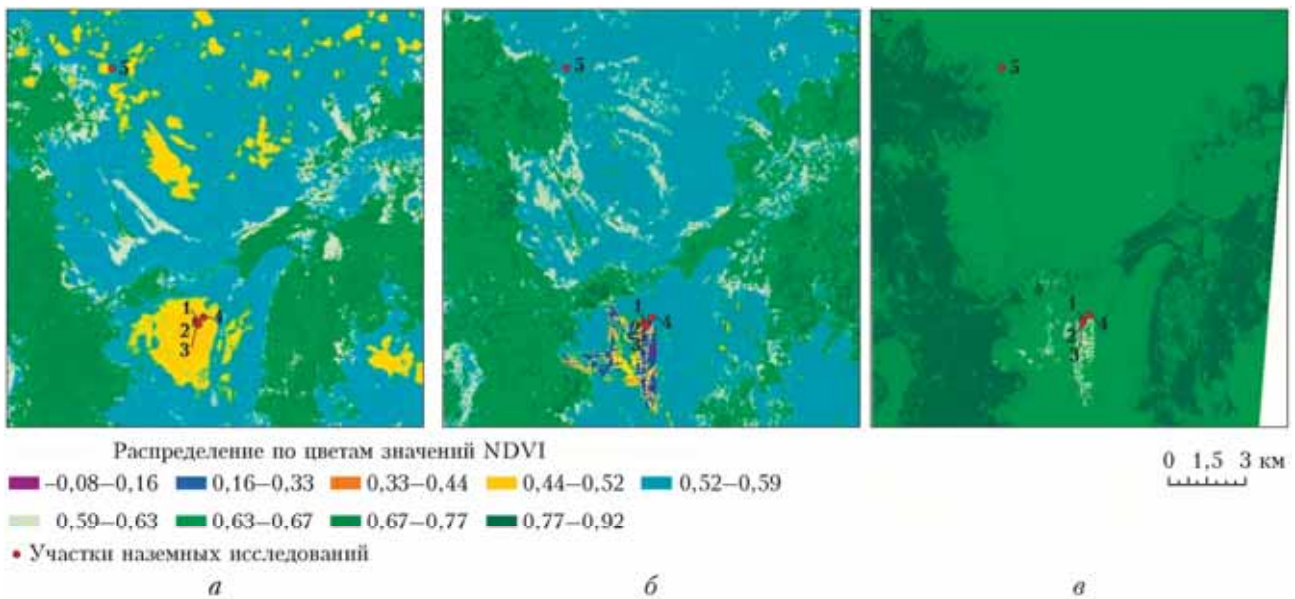 5
5
5
1
4
2
3
4
1
4
2
3
Распределение по цветам значений NDVI
0 1,5 3 км
–0,08–0,16 0,16–0,33 0,33–0,44 0,44–0,52 0,52–0,59
0,59–0,63 0,63–0,67 0,67–0,77 0,77–0,92
Участки наземных исследований
а б в